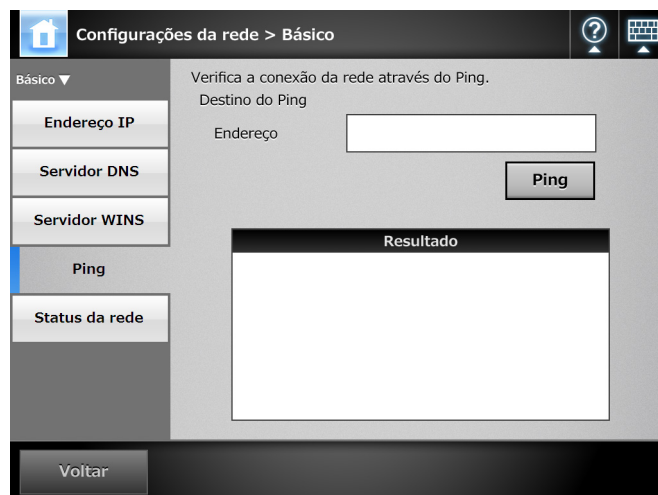 Configurações da rede > Básico
?
Básico ▼
Endereço IP
Servidor DNS
Servidor WINS
Ping
Status da rede
Verifica a conexão da rede através do Ping.
Destino do Ping
Endereço
Ping
Resultado
Voltar